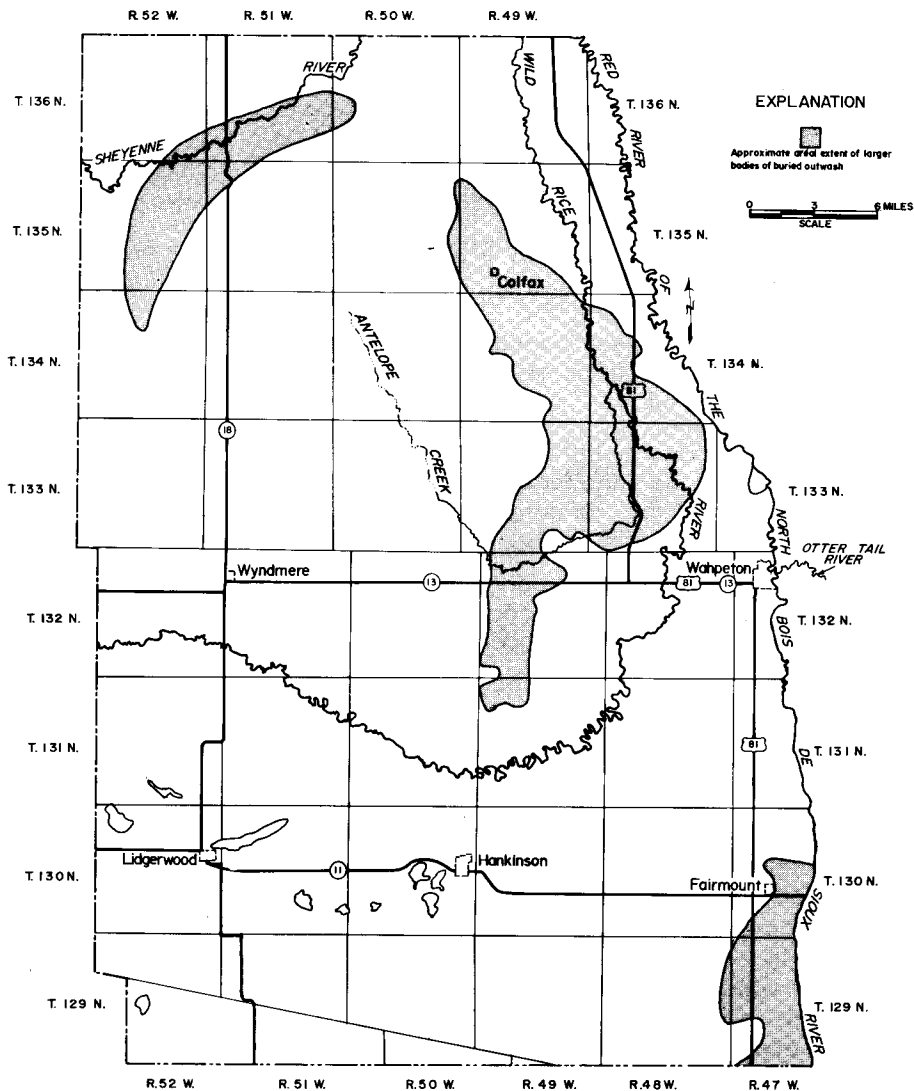 R. 52 W. R. 51 W. R. 50 W. R. 49 W.
WILD
RED
RIVER
T. 136 N.
T. 136 N.
EXPLANATION
SHEYENNE
RIVER
Approximate areal extent of larger
bodies of buried outwash
RICE
0 3 6 MILES
SCALE
T. 135 N.
T. 135 N.
OF
Colfax
ANTELOPE
T. 134 N.
T. 134 N.
THE
81
18
CREEK
T. 133 N.
T. 133 N.
RIVER
NORTH
OTTER TAIL
RIVER
Wyndmere
Wahpeton
13
81
13
T. 132 N.
T. 132 N.
BOIS
T. 131 N.
81
T. 131 N.
DE
Lidgerwood
Hankinson
11
T. 130 N.
Fairmount
T. 130 N.
SIOUX
T. 129 N.
T. 129 N.
RIVER
R. 52 W. R. 51 W. R. 50 W. R. 49 W. R. 48 W. R. 47 W.